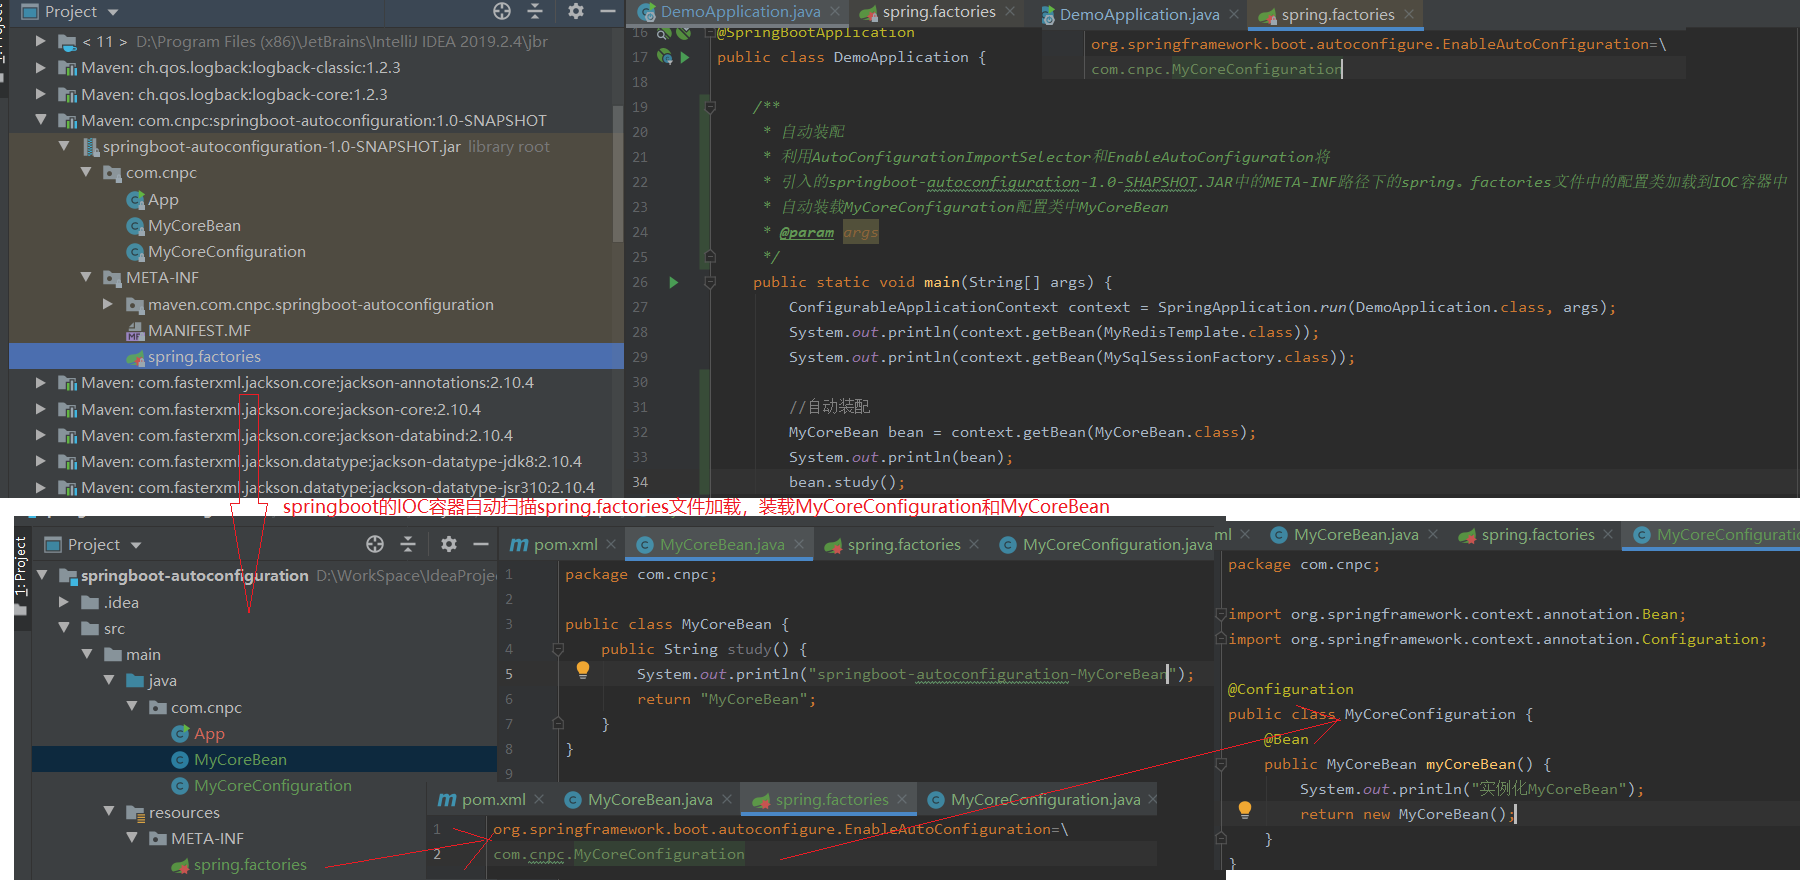 Project
< 11 > D:\Program Files (x86)\JetBrains\IntelliJ IDEA 2019.2.4\jbr
Maven: ch.qos.logback:logback-classic:1.2.3
Maven: ch.qos.logback:logback-core:1.2.3
Maven: com.cnpc:springboot-autoconfiguration:1.0-SNAPSHOT
springboot-autoconfiguration-1.0-SNAPSHOT.jar library root
com.cnpc
App
MyCoreBean
MyCoreConfiguration
META-INF
maven.com.cnpc.springboot-autoconfiguration
MANIFEST.MF
spring.factories
Maven: com.fasterxml.jackson.core:jackson-annotations:2.10.4
Maven: com.fasterxml.jackson.core:jackson-core:2.10.4
Maven: com.fasterxml.jackson.core:jackson-databind:2.10.4
Maven: com.fasterxml.jackson.datatype:jackson-datatype-jdk8:2.10.4
Maven: com.fasterxml.jackson.datatype:jackson-datatype-jsr310:2.10.4
DemoApplication.java spring.factories
16 @SpringBootApplication
17 public class DemoApplication {
18
19 /**
20 * 自动装配
21 * 利用AutoConfigurationImportSelector和EnableAutoConfiguration将
22 * 引入的springboot-autoconfiguration-1.0-SHAPSHOT.JAR中的META-INF路径下的spring。factories文件中的配置类加载到IOC容器中
23 * 自动装载MyCoreConfiguration配置类中MyCoreBean
24 * @param args
25 */
26 public static void main(String[] args) {
27 ConfigurableApplicationContext context = SpringApplication.run(DemoApplication.class, args);
28 System.out.println(context.getBean(MyRedisTemplate.class));
29 System.out.println(context.getBean(MySqlSessionFactory.class));
30
31 //自动装配
32 MyCoreBean bean = context.getBean(MyCoreBean.class);
33 System.out.println(bean);
34 bean.study();
DemoApplication.java spring.factories
org.springframework.boot.autoconfigure.EnableAutoConfiguration=\
com.cnpc.MyCoreConfiguration
springboot的IOC容器自动扫描spring.factories文件加载，装载MyCoreConfiguration和MyCoreBean
1: Project
Project
springboot-autoconfiguration D:\WorkSpace\IdeaProjec
.idea
src
main
java
com.cnpc
App
MyCoreBean
MyCoreConfiguration
resources
META-INF
spring.factories
pom.xml MyCoreBean.java spring.factories MyCoreConfiguration.java
1 package com.cnpc;
2
3 public class MyCoreBean {
4 public String study() {
5 System.out.println("springboot-autoconfiguration-MyCoreBean");
6 return "MyCoreBean";
7 }
8 }
9
pom.xml MyCoreBean.java spring.factories MyCoreConfiguration.java
1 org.springframework.boot.autoconfigure.EnableAutoConfiguration=\
2 com.cnpc.MyCoreConfiguration
ml MyCoreBean.java spring.factories MyCoreConfiguratio
package com.cnpc;
import org.springframework.context.annotation.Bean;
import org.springframework.context.annotation.Configuration;
@Configuration
public class MyCoreConfiguration {
@Bean
public MyCoreBean myCoreBean() {
System.out.println("实例化MyCoreBean");
return new MyCoreBean();
}
}